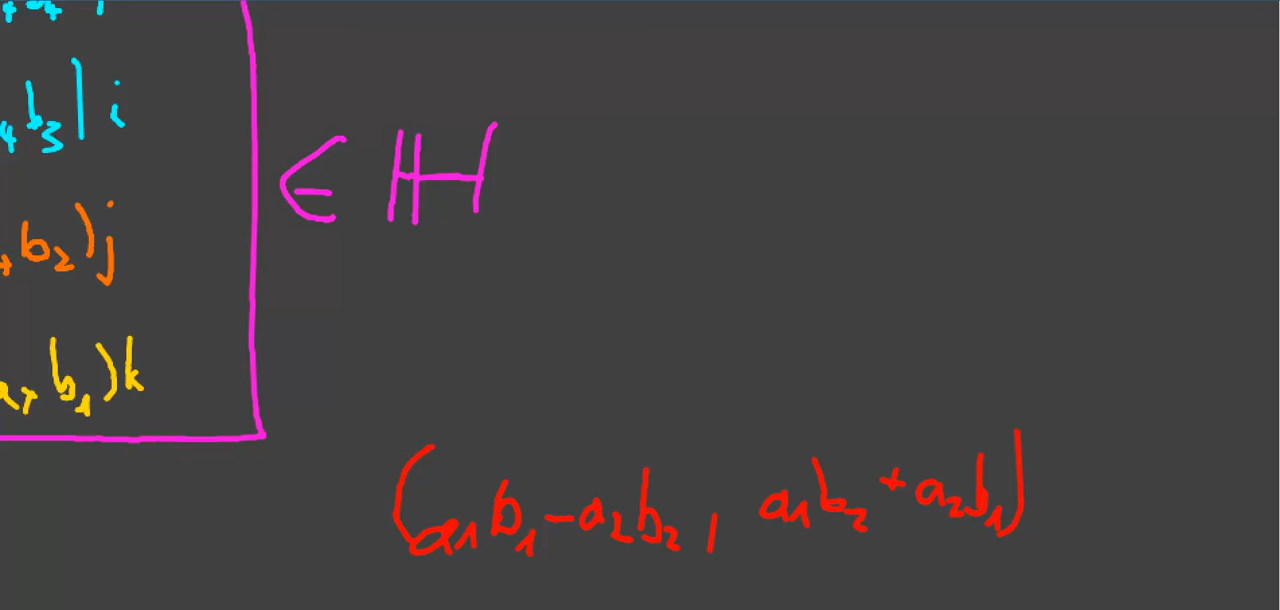 ₄b₃)i
∈ ℍ
b₂)j
b₁)k
(a₁b₁-a₂b₂, a₁b₂+a₂b₁)